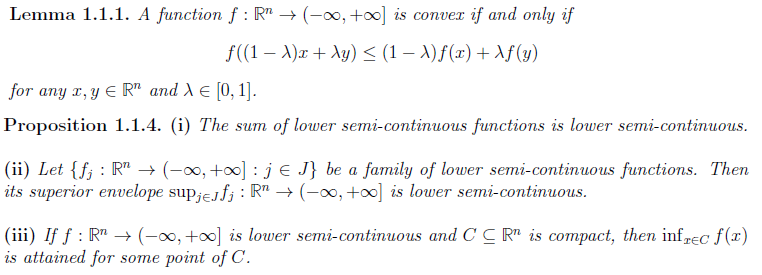 Lemma 1.1.1. A function f : ℝⁿ → (−∞, +∞] is convex if and only if
f((1 − λ)x + λy) ≤ (1 − λ)f(x) + λf(y)
for any x, y ∈ ℝⁿ and λ ∈ [0, 1].
Proposition 1.1.4. (i) The sum of lower semi-continuous functions is lower semi-continuous.
(ii) Let {fⱼ : ℝⁿ → (−∞, +∞] : j ∈ J} be a family of lower semi-continuous functions. Then
its superior envelope supⱼ∈J fⱼ : ℝⁿ → (−∞, +∞] is lower semi-continuous.
(iii) If f : ℝⁿ → (−∞, +∞] is lower semi-continuous and C ⊆ ℝⁿ is compact, then infₓ∈C f(x)
is attained for some point of C.